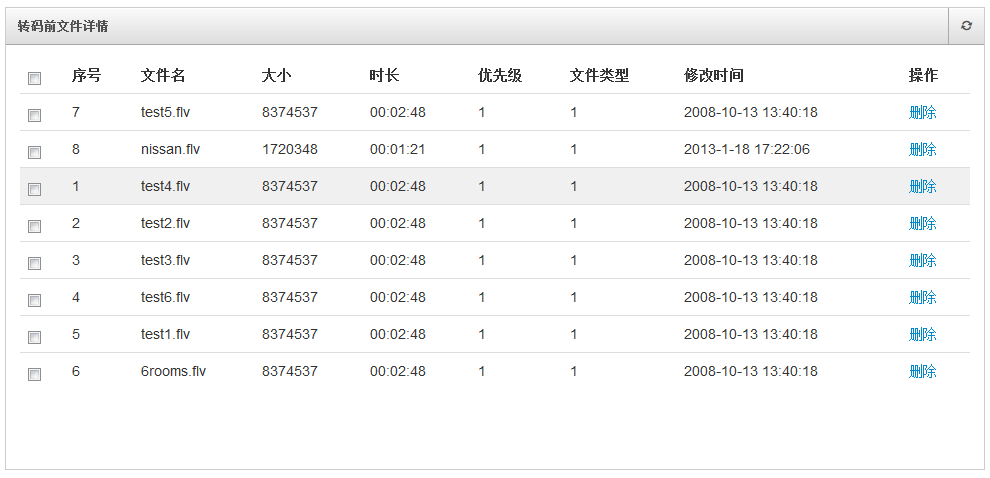 转码前文件详情
序号 文件名 大小 时长 优先级 文件类型 修改时间 操作
7 test5.flv 8374537 00:02:48 1 1 2008-10-13 13:40:18 删除
8 nissan.flv 1720348 00:01:21 1 1 2013-1-18 17:22:06 删除
1 test4.flv 8374537 00:02:48 1 1 2008-10-13 13:40:18 删除
2 test2.flv 8374537 00:02:48 1 1 2008-10-13 13:40:18 删除
3 test3.flv 8374537 00:02:48 1 1 2008-10-13 13:40:18 删除
4 test6.flv 8374537 00:02:48 1 1 2008-10-13 13:40:18 删除
5 test1.flv 8374537 00:02:48 1 1 2008-10-13 13:40:18 删除
6 6rooms.flv 8374537 00:02:48 1 1 2008-10-13 13:40:18 删除